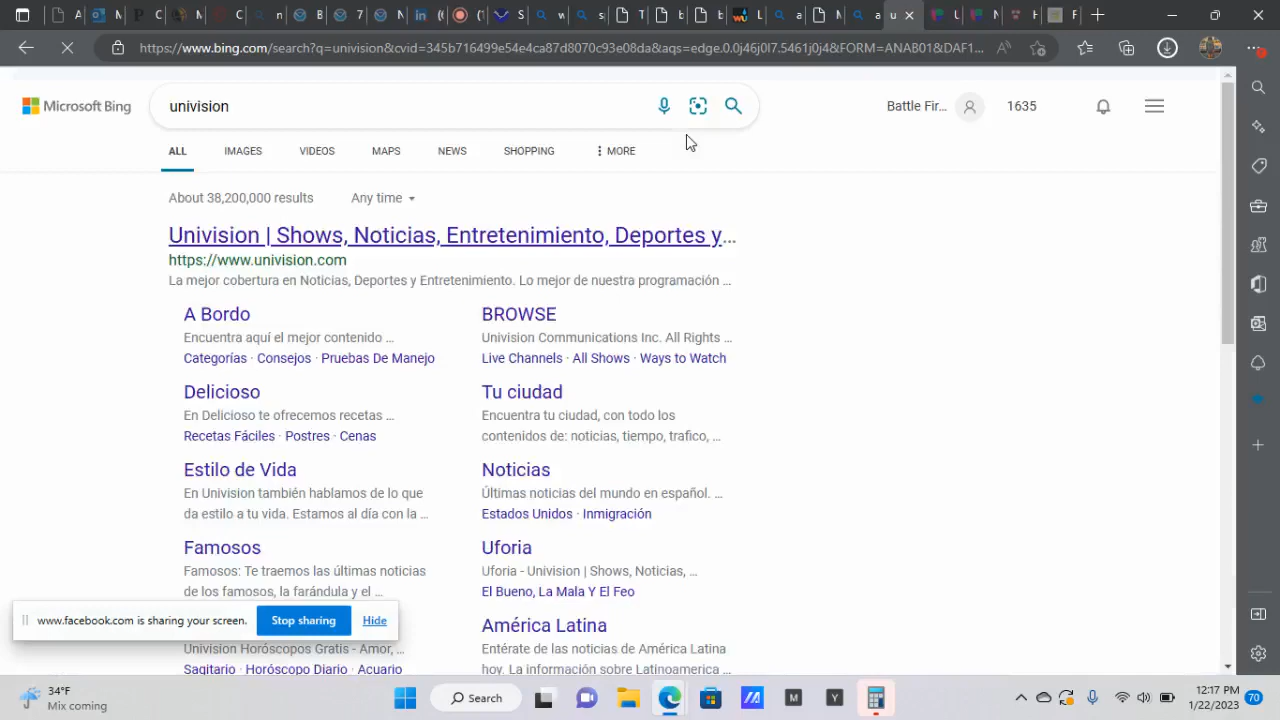 https://www.bing.com/search?q=univision&cvid=345b716499e54e4ca87d8070c93e08da&aqs=edge.0.0j46j0l7.5461j0j4&FORM=ANAB01&DAF1...
Microsoft Bing
univision
Battle Fir...
1635
ALL
IMAGES
VIDEOS
MAPS
NEWS
SHOPPING
MORE
About 38,200,000 results
Any time
Univision | Shows, Noticias, Entretenimiento, Deportes y...
https://www.univision.com
La mejor cobertura en Noticias, Deportes y Entretenimiento. Lo mejor de nuestra programación ...
A Bordo
Encuentra aquí el mejor contenido ...
Categorías · Consejos · Pruebas De Manejo
BROWSE
Univision Communications Inc. All Rights ...
Live Channels · All Shows · Ways to Watch
Delicioso
En Delicioso te ofrecemos recetas ...
Recetas Fáciles · Postres · Cenas
Tu ciudad
Encuentra tu ciudad, con todo los
contenidos de: noticias, tiempo, trafico, ...
Estilo de Vida
En Univision también hablamos de lo que
da estilo a tu vida. Estamos al día con la ...
Noticias
Últimas noticias del mundo en español. ...
Estados Unidos · Inmigración
Famosos
Famosos: Te traemos las últimas noticias
de los famosos, la farándula y el ...
Uforia
Uforia - Univision | Shows, Noticias, ...
El Bueno, La Mala Y El Feo
www.facebook.com is sharing your screen.
Stop sharing
Hide
Univision Horóscopos Gratis - Amor, ...
Sagitario · Horóscopo Diario · Acuario
América Latina
Entérate de las noticias de América Latina
hoy. La información sobre Latinoamerica ...
34°F
Mix coming
Search
M
Y
12:17 PM
1/22/2023
70